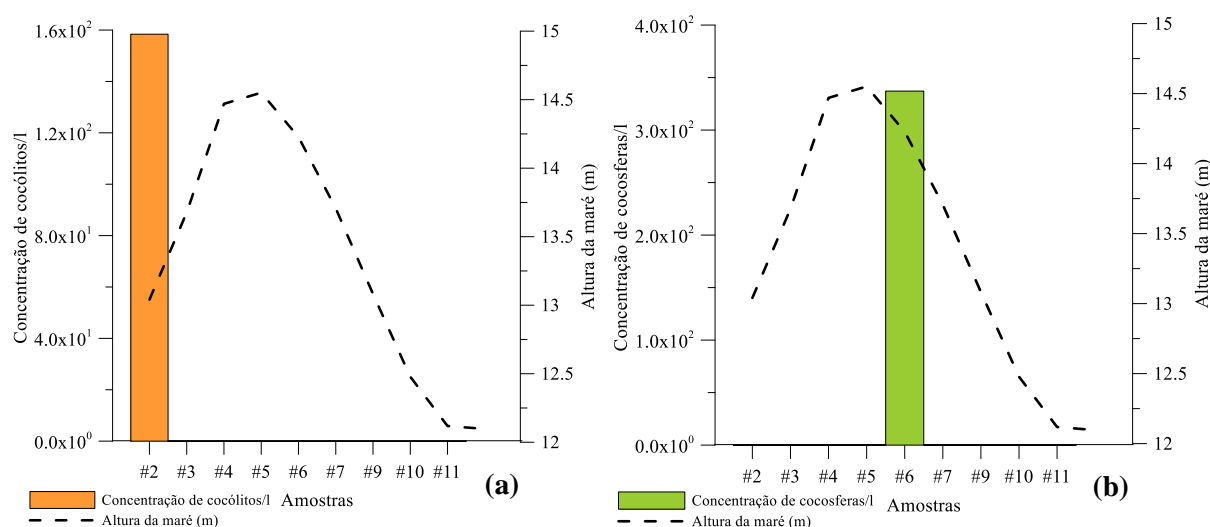 1.6x10²
1.2x10²
8.0x10¹
4.0x10¹
0.0x10⁰
Concentração de cocólitos/l
15
14.5
14
13.5
13
12.5
12
Altura da maré (m)
#2 #3 #4 #5 #6 #7 #9 #10 #11
Amostras
(a)
Concentração de cocólitos/l
Altura da maré (m)
4.0x10²
3.0x10²
2.0x10²
1.0x10²
0.0x10⁰
Concentração de cocosferas/l
15
14.5
14
13.5
13
12.5
12
Altura da maré (m)
#2 #3 #4 #5 #6 #7 #9 #10 #11
Amostras
(b)
Concentração de cocosferas/l
Altura da maré (m)